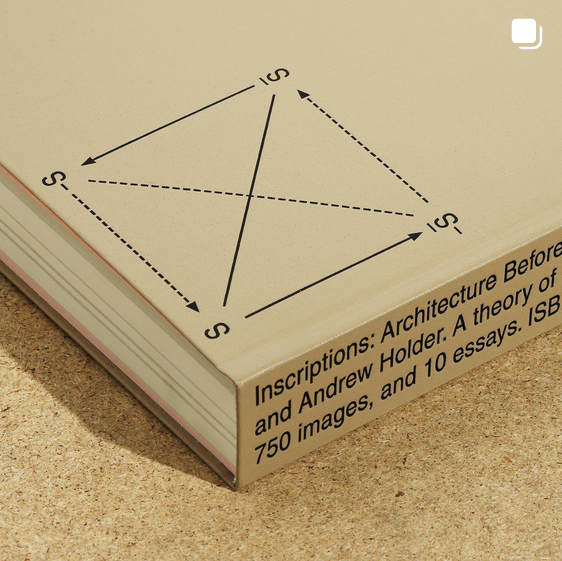 S̄
-S
-S̄
S
Inscriptions: Architecture Before
and Andrew Holder. A theory of
750 images, and 10 essays. ISB